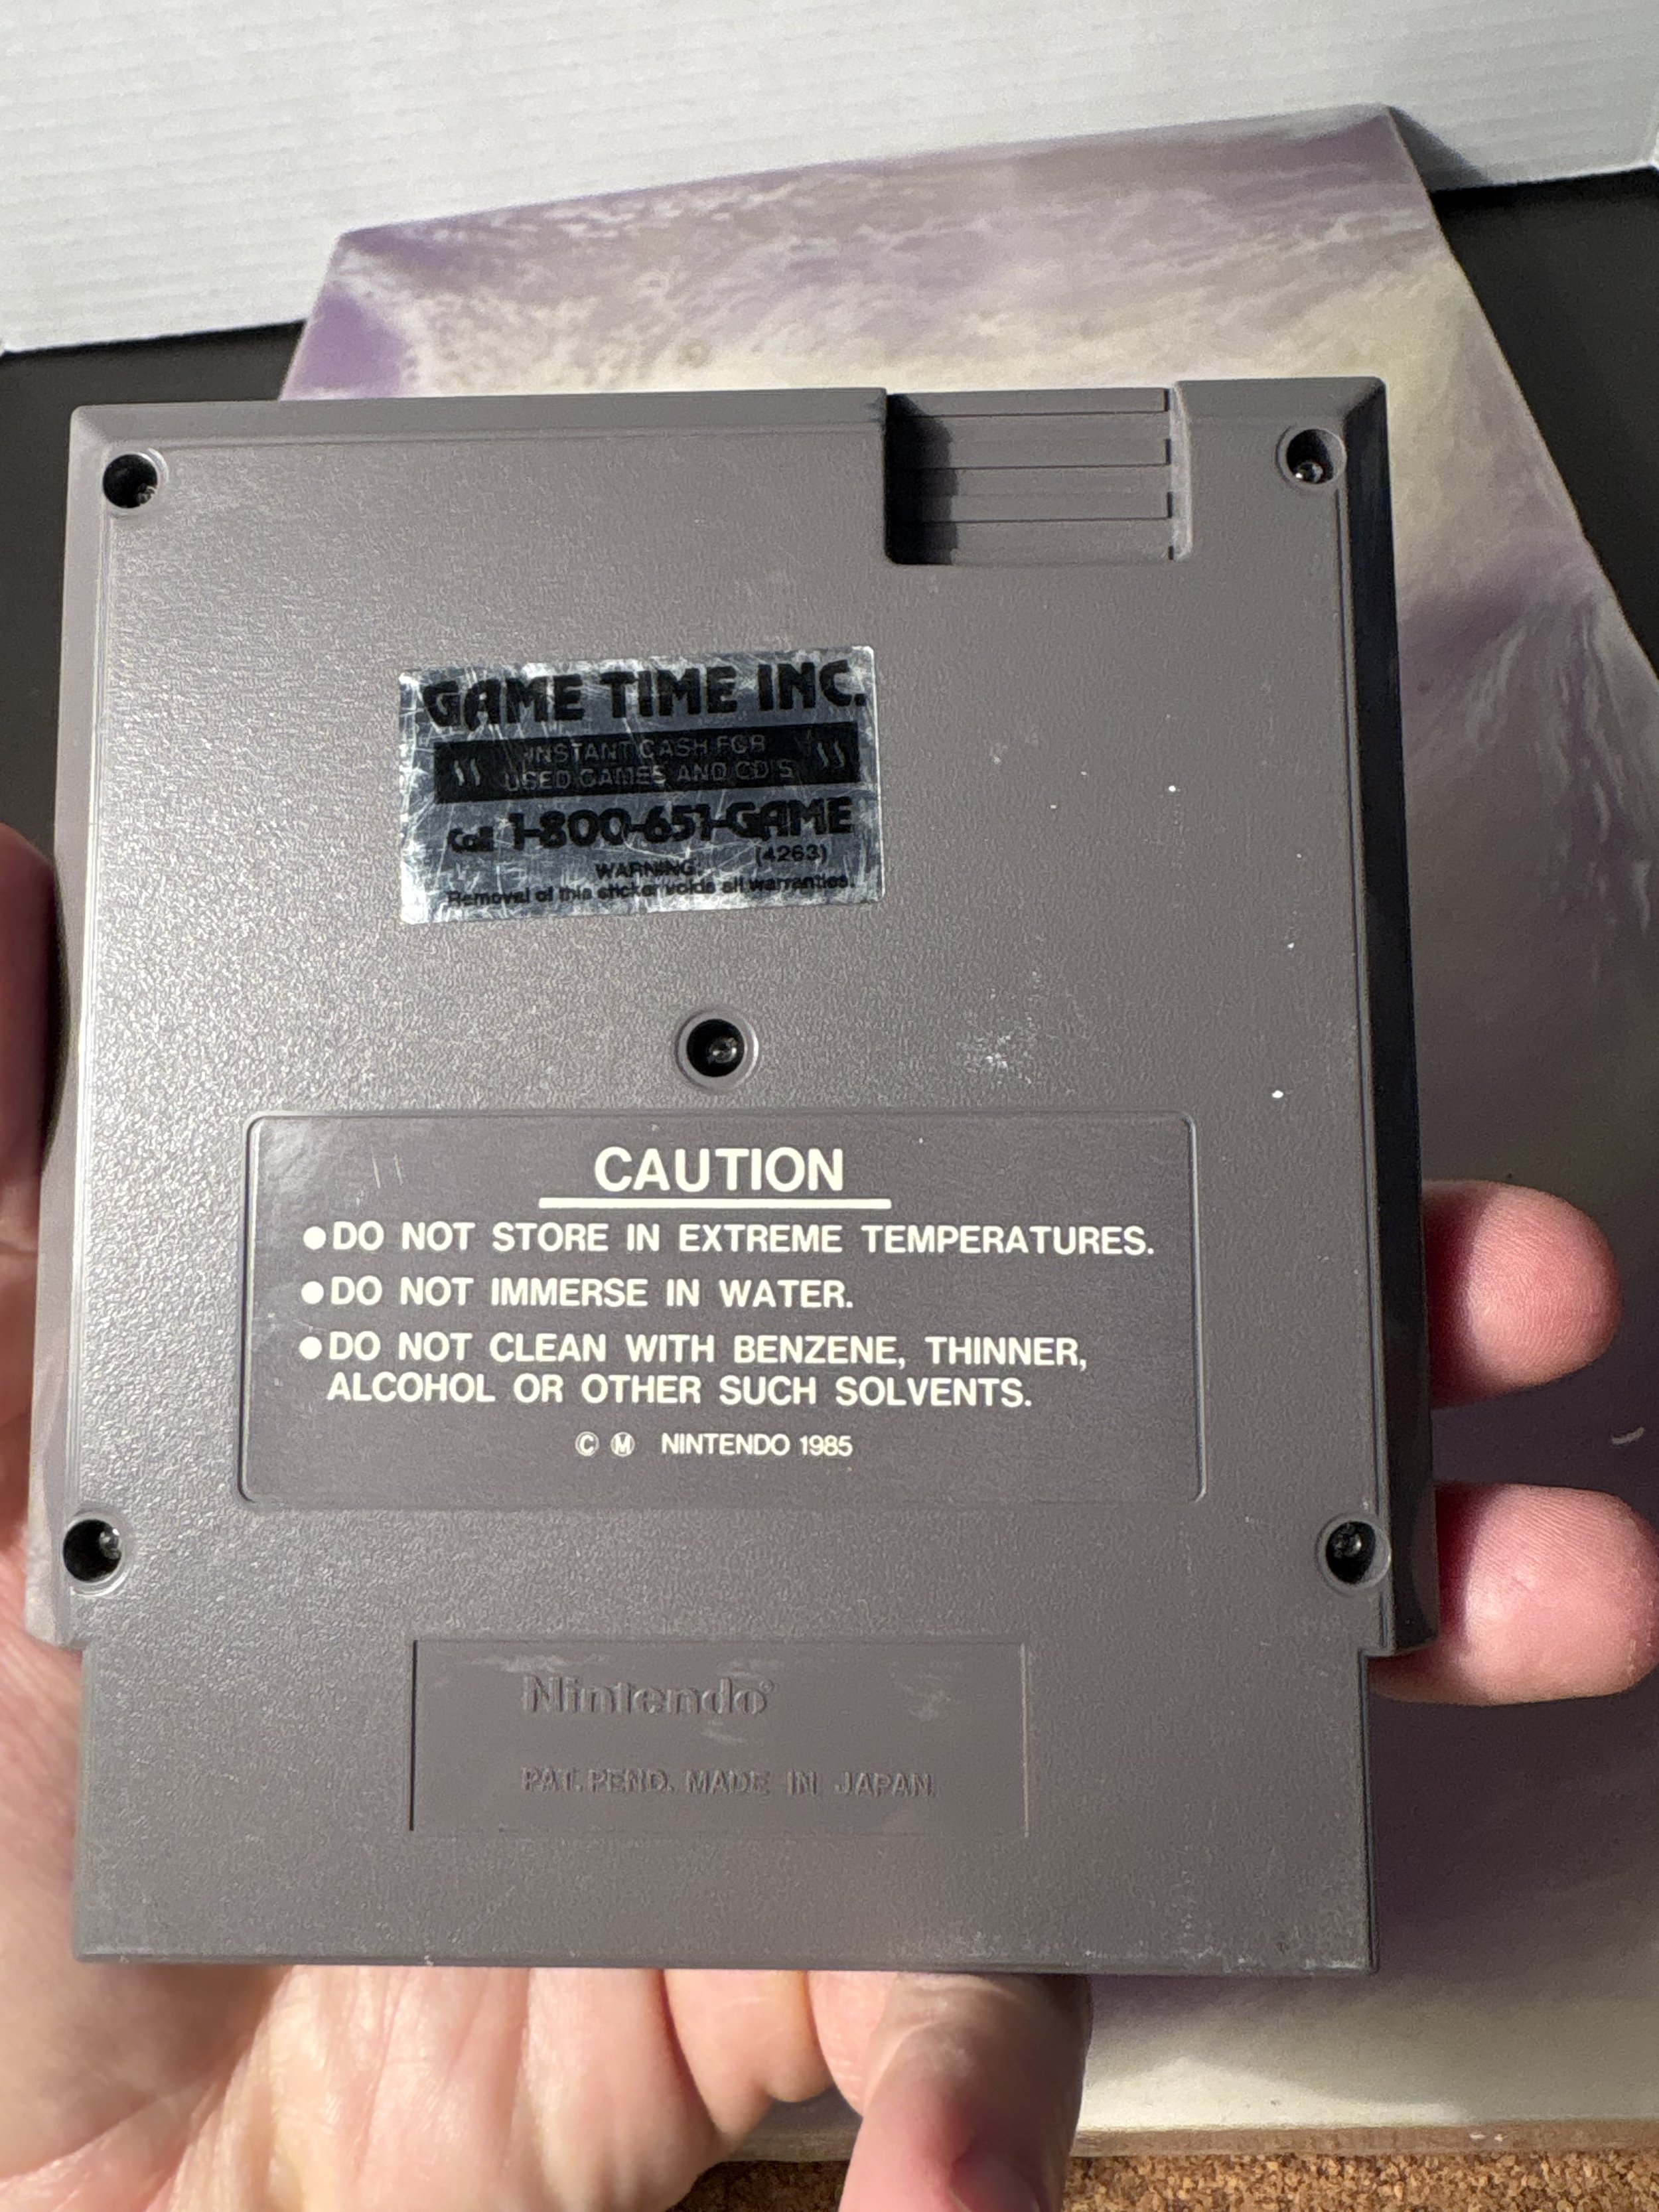 GAME TIME INC.
INSTANT CASH FOR
USED GAMES AND CD'S
Call 1-800-651-GAME
(4263)
WARNING:
Removal of this sticker voids all warranties.
CAUTION
●DO NOT STORE IN EXTREME TEMPERATURES.
●DO NOT IMMERSE IN WATER.
●DO NOT CLEAN WITH BENZENE, THINNER,
ALCOHOL OR OTHER SUCH SOLVENTS.
© Ⓜ NINTENDO 1985
Nintendo®
PAT. PEND. MADE IN JAPAN